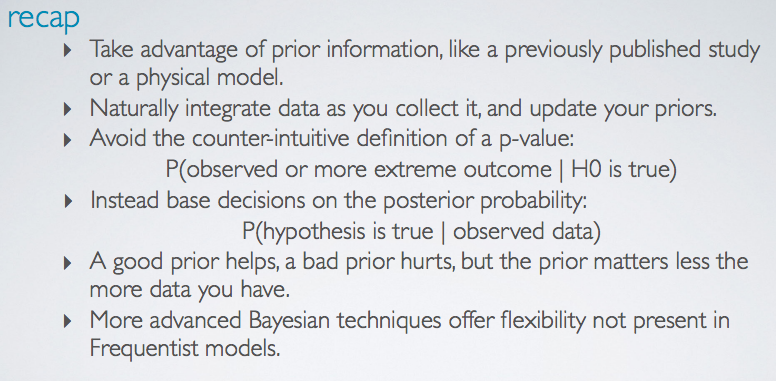 recap
▸ Take advantage of prior information, like a previously published study
or a physical model.
▸ Naturally integrate data as you collect it, and update your priors.
▸ Avoid the counter-intuitive definition of a p-value:
P(observed or more extreme outcome | H0 is true)
▸ Instead base decisions on the posterior probability:
P(hypothesis is true | observed data)
▸ A good prior helps, a bad prior hurts, but the prior matters less the
more data you have.
▸ More advanced Bayesian techniques offer flexibility not present in
Frequentist models.